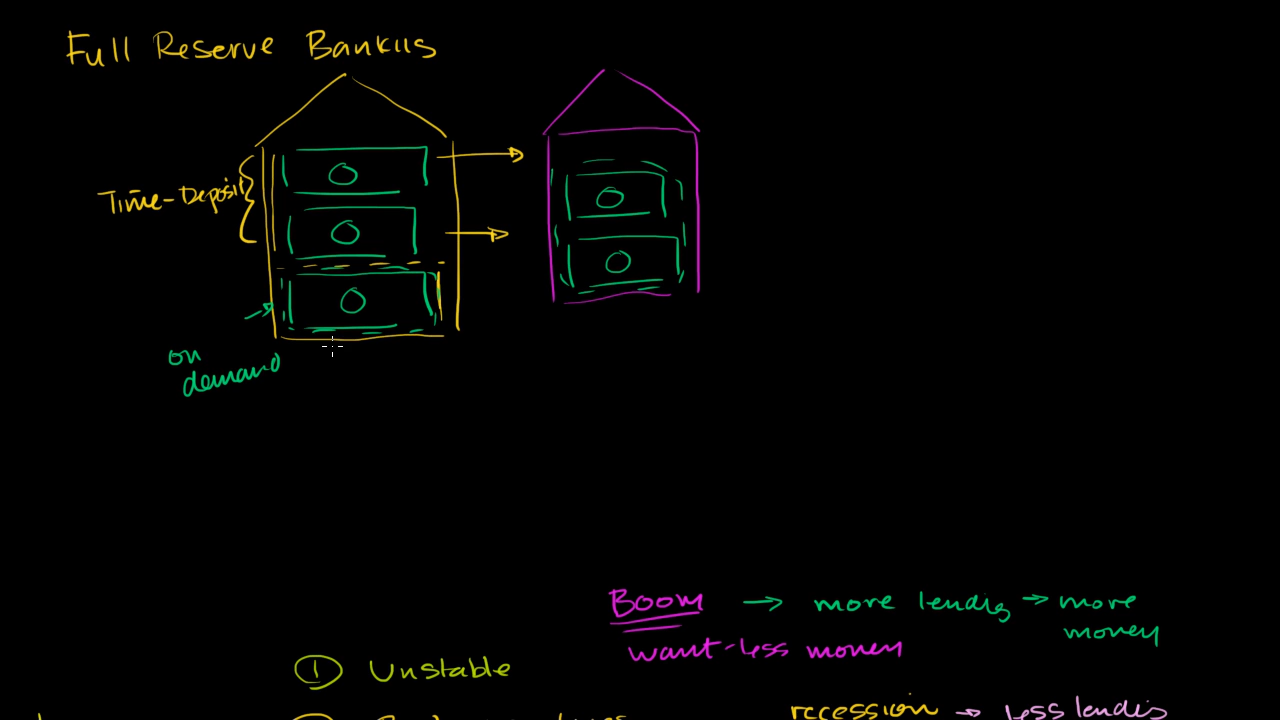 Full Reserve Banking
Time-Deposit
on
demand
Boom → more lending → more
money
want less money
① Unstable
recession → less lending